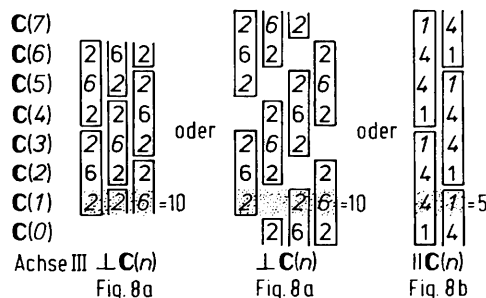 C(7) 2 6 2 1 4
C(6) 2 6 2 6 2 2 4 1
C(5) 6 2 2 2 2 6 4 1
C(4) 2 2 6 2 6 2 1 4
oder oder
C(3) 2 6 2 2 6 2 1 4
C(2) 6 2 2 6 2 2 4 1
C(1) 2 2 6 =10 2 2 6 =10 4 1 =5
C(0) 2 6 2 1 4
Achse III ⊥ C(n) ⊥ C(n) || C(n)
Fig. 8a Fig. 8a Fig. 8b